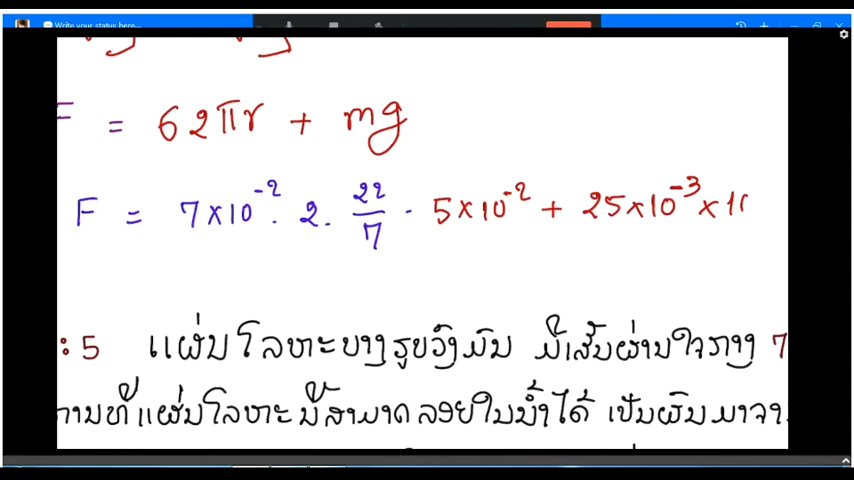 Write your status here...
F = 62πr + mg
F = 7×10⁻² . 2 . 22/7 . 5×10⁻² + 25×10⁻³ ×1
: 5 ແຜ່ນໂລຫະບາງຮູບວົງມົນ ມີເສັ້ນຜ່ານໃຈກາງ 7
ການທີ່ແຜ່ນໂລຫະນີ້ສາມາດລອຍໃນນ້ຳໄດ້ ເປັນຜົນມາຈາ